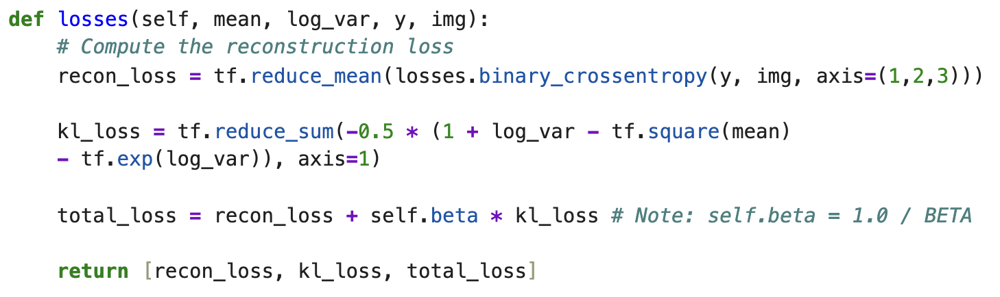 def losses(self, mean, log_var, y, img):
# Compute the reconstruction loss
recon_loss = tf.reduce_mean(losses.binary_crossentropy(y, img, axis=(1,2,3)))
kl_loss = tf.reduce_sum(-0.5 * (1 + log_var - tf.square(mean)
- tf.exp(log_var)), axis=1)
total_loss = recon_loss + self.beta * kl_loss # Note: self.beta = 1.0 / BETA
return [recon_loss, kl_loss, total_loss]